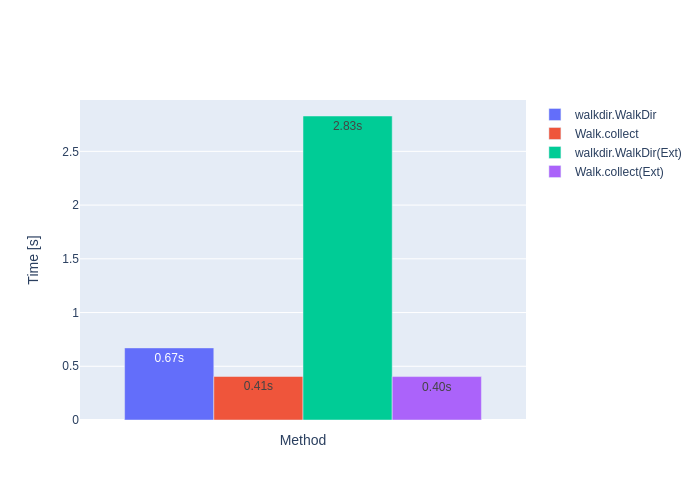 2.5
2
1.5
1
0.5
0
Time [s]
0.67s
0.41s
2.83s
0.40s
Method
walkdir.WalkDir
Walk.collect
walkdir.WalkDir(Ext)
Walk.collect(Ext)